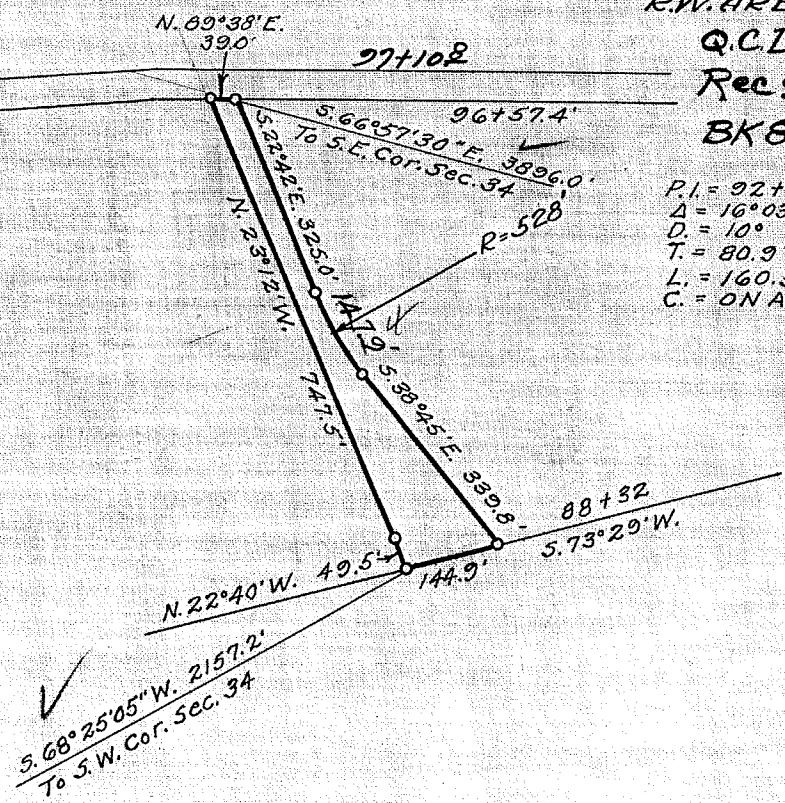 R.W. ARE
Q.C.D
Rec
BK 8
N. 89°38'E.
39.0'
97+10.8
96+57.4'
S. 66°57'30"E. 3896.0'
To S.E. Cor. Sec. 34
P.I. = 92+
Δ = 16°03
D. = 10°
T. = 80.9
L. = 160.
C. = ON A
R=528'
S. 22°42'E. 325.0'
147.9'
N. 23°12'W.
747.5'
S. 38°45'E. 339.8'
88+32
S. 73°29'W.
N. 22°40'W. 49.5'
144.9'
S. 68°25'05"W. 2157.2'
To S.W. Cor. Sec. 34